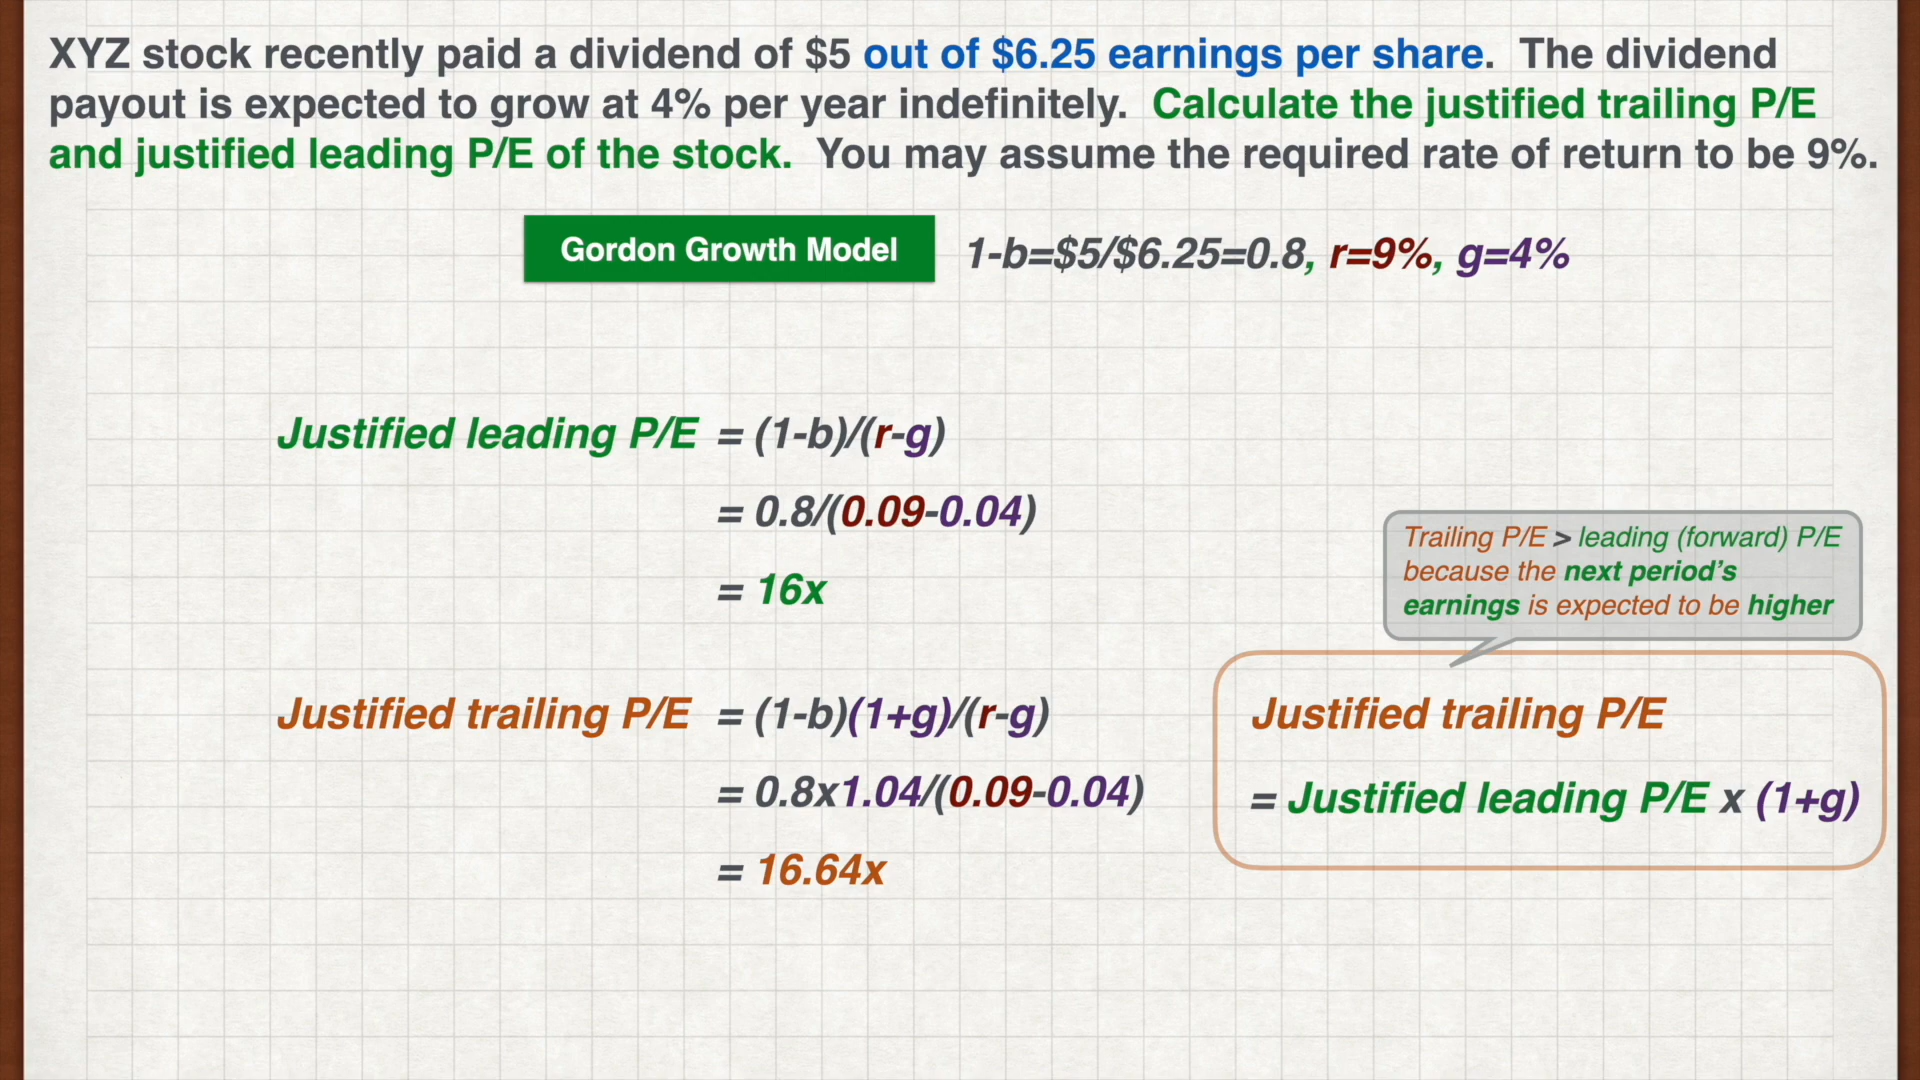 XYZ stock recently paid a dividend of $5 out of $6.25 earnings per share. The dividend
payout is expected to grow at 4% per year indefinitely. Calculate the justified trailing P/E
and justified leading P/E of the stock. You may assume the required rate of return to be 9%.
Gordon Growth Model
1-b=$5/$6.25=0.8, r=9%, g=4%
Justified leading P/E = (1-b)/(r-g)
= 0.8/(0.09-0.04)
= 16x
Trailing P/E > leading (forward) P/E
because the next period's
earnings is expected to be higher
Justified trailing P/E = (1-b)(1+g)/(r-g)
= 0.8x1.04/(0.09-0.04)
= 16.64x
Justified trailing P/E
= Justified leading P/E x (1+g)